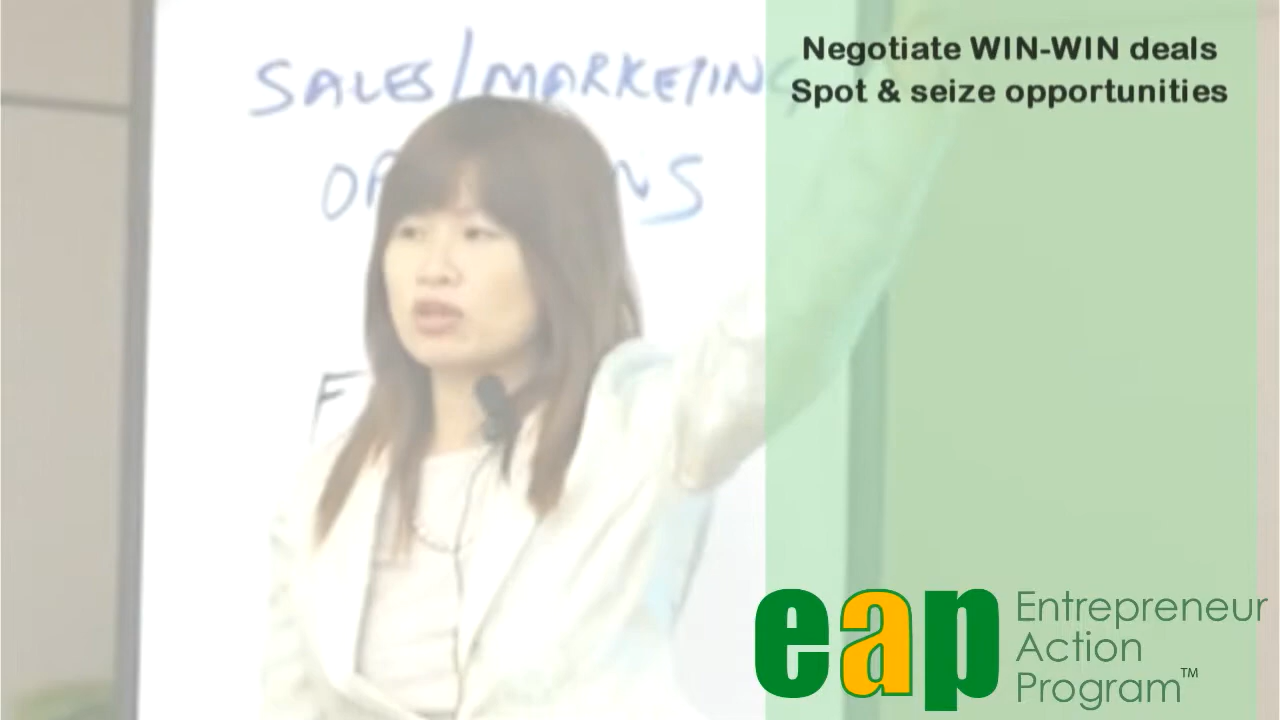 Negotiate WIN-WIN deals
Spot & seize opportunities
SALES/MARKETING
F
eap Entrepreneur
Action
Program™